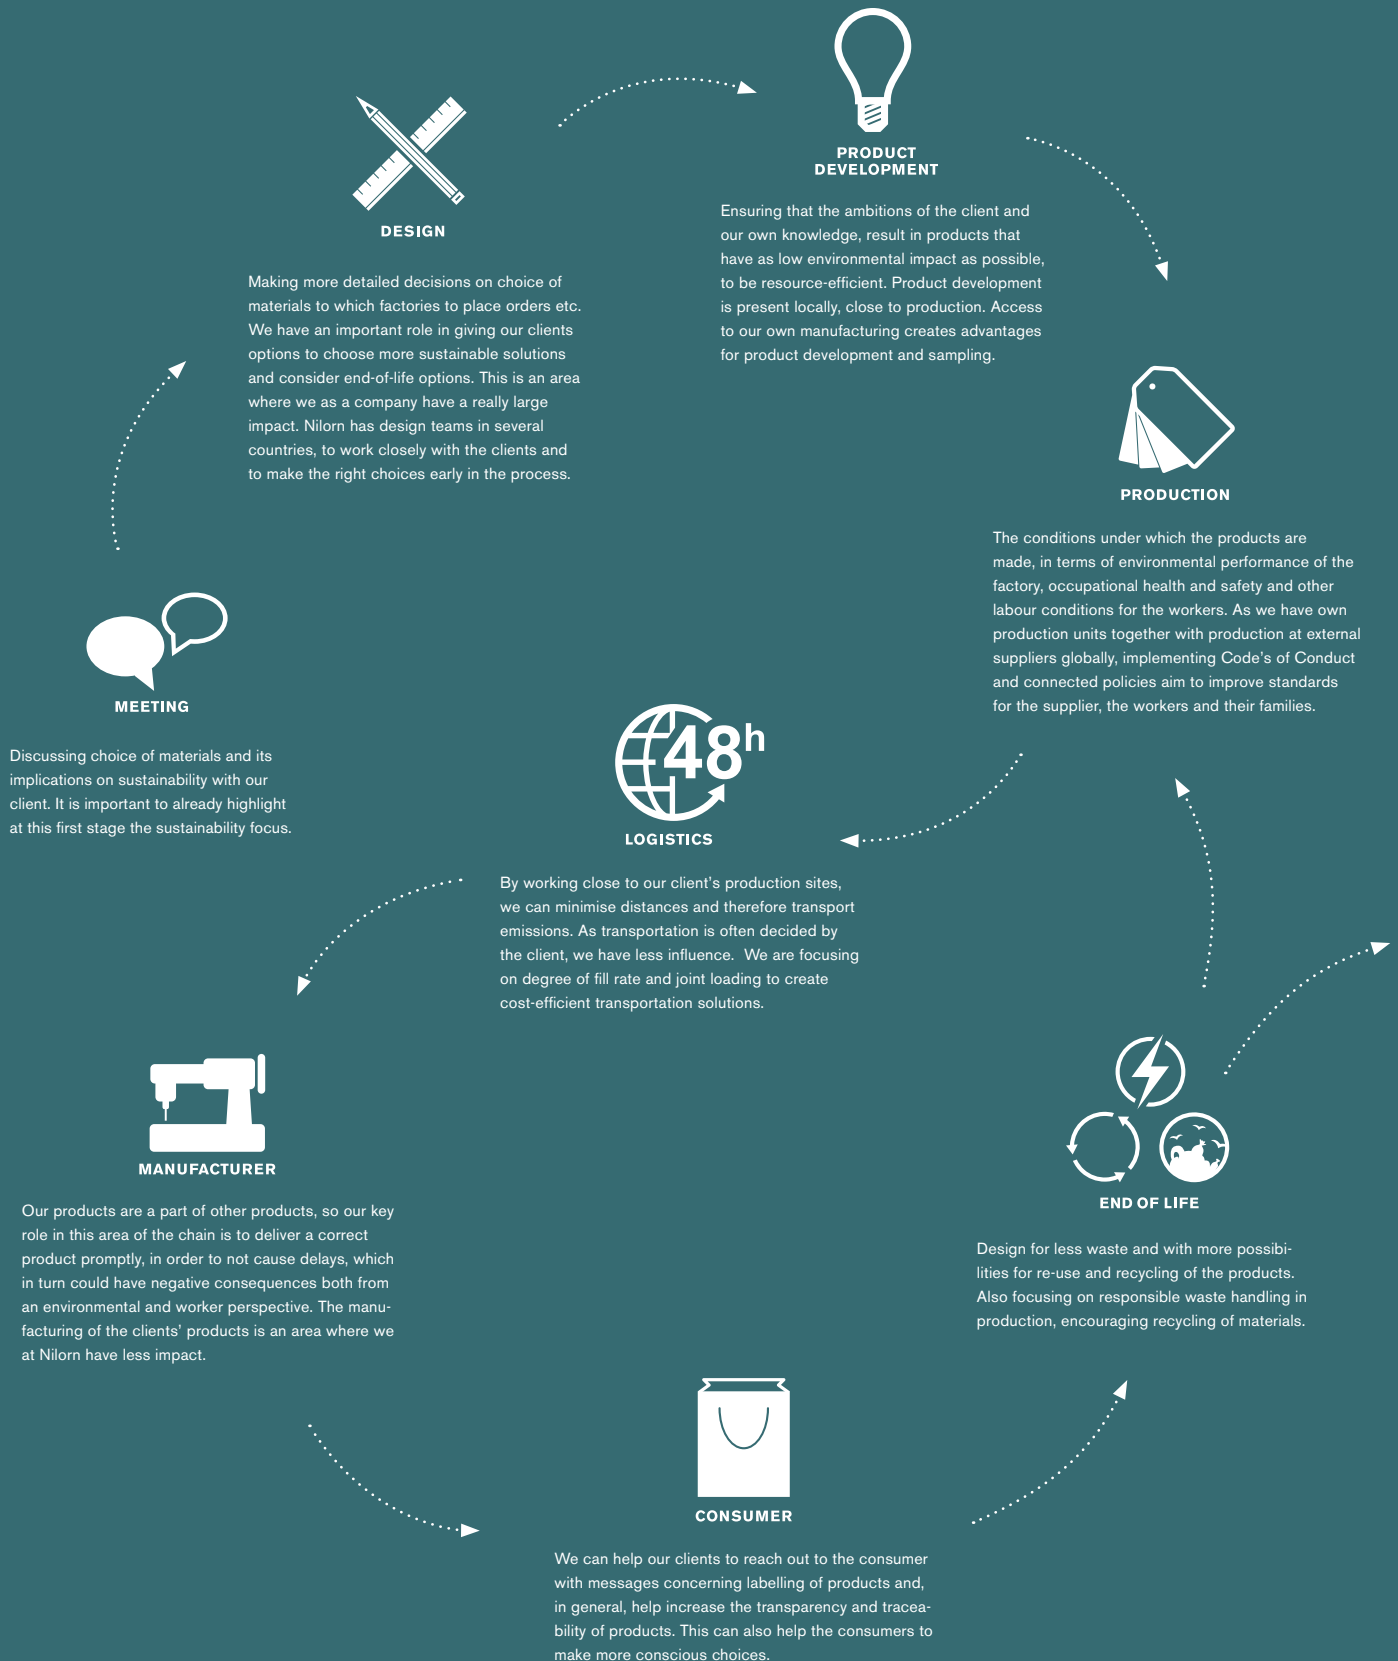 DESIGN
Making more detailed decisions on choice of
materials to which factories to place orders etc.
We have an important role in giving our clients
options to choose more sustainable solutions
and consider end-of-life options. This is an area
where we as a company have a really large
impact. Nilorn has design teams in several
countries, to work closely with the clients and
to make the right choices early in the process.
PRODUCT
DEVELOPMENT
Ensuring that the ambitions of the client and
our own knowledge, result in products that
have as low environmental impact as possible,
to be resource-efficient. Product development
is present locally, close to production. Access
to our own manufacturing creates advantages
for product development and sampling.
PRODUCTION
The conditions under which the products are
made, in terms of environmental performance of the
factory, occupational health and safety and other
labour conditions for the workers. As we have own
production units together with production at external
suppliers globally, implementing Code's of Conduct
and connected policies aim to improve standards
for the supplier, the workers and their families.
MEETING
Discussing choice of materials and its
implications on sustainability with our
client. It is important to already highlight
at this first stage the sustainability focus.
48h
LOGISTICS
By working close to our client's production sites,
we can minimise distances and therefore transport
emissions. As transportation is often decided by
the client, we have less influence.  We are focusing
on degree of fill rate and joint loading to create
cost-efficient transportation solutions.
MANUFACTURER
Our products are a part of other products, so our key
role in this area of the chain is to deliver a correct
product promptly, in order to not cause delays, which
in turn could have negative consequences both from
an environmental and worker perspective. The manu-
facturing of the clients' products is an area where we
at Nilorn have less impact.
END OF LIFE
Design for less waste and with more possibi-
lities for re-use and recycling of the products.
Also focusing on responsible waste handling in
production, encouraging recycling of materials.
CONSUMER
We can help our clients to reach out to the consumer
with messages concerning labelling of products and,
in general, help increase the transparency and tracea-
bility of products. This can also help the consumers to
make more conscious choices.